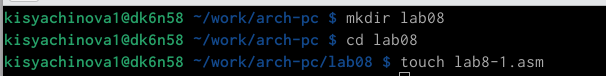 kisyachinova1@dk6n58 ~/work/arch-pc $ mkdir lab08
kisyachinova1@dk6n58 ~/work/arch-pc $ cd lab08
kisyachinova1@dk6n58 ~/work/arch-pc/lab08 $ touch lab8-1.asm